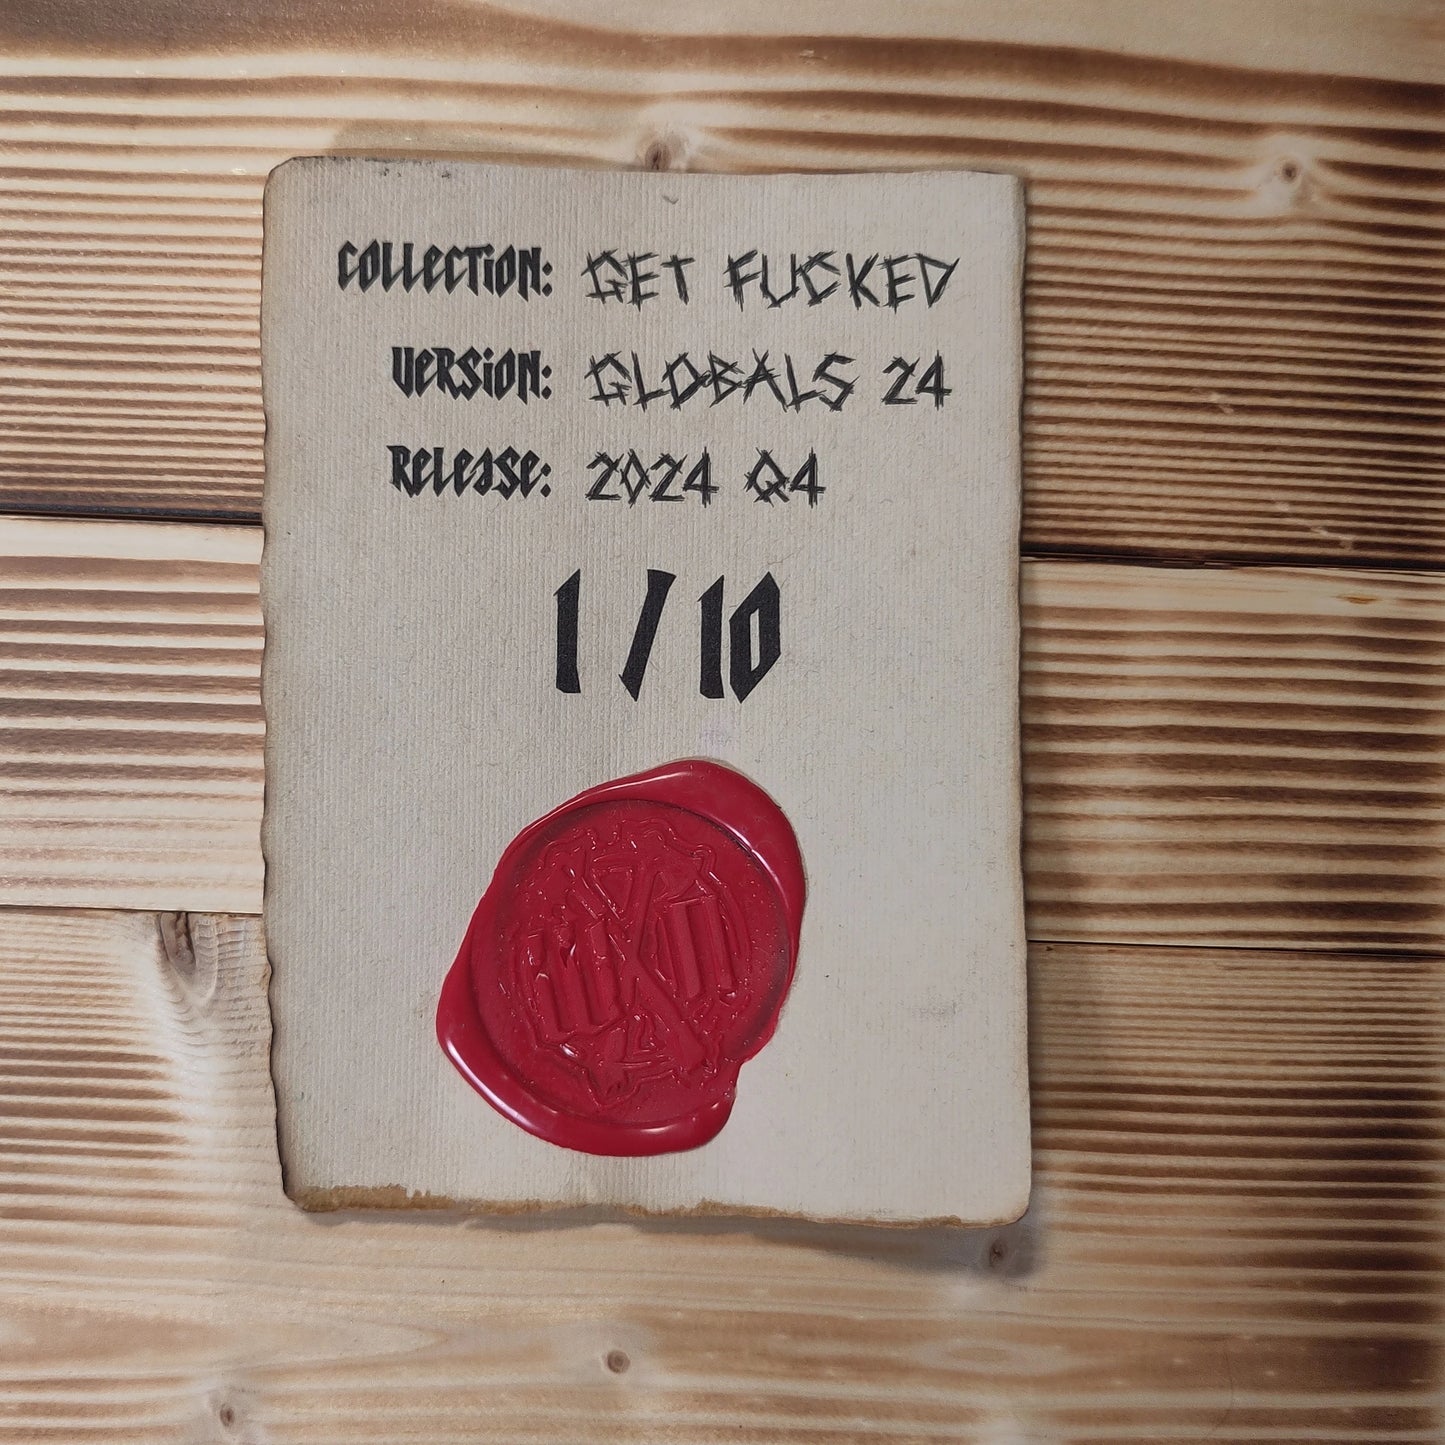 COLLECTION: GET FUCKED
VERSION: GLOBALS 24
RELEASE: 2024 Q4
1/10